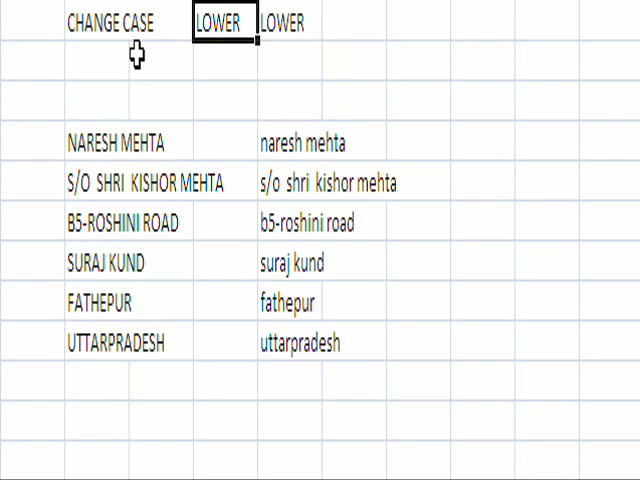 CHANGE CASE LOWER LOWER
NARESH MEHTA naresh mehta
S/O SHRI KISHOR MEHTA s/o shri kishor mehta
B5-ROSHINI ROAD b5-roshini road
SURAJ KUND suraj kund
FATHEPUR fathepur
UTTARPRADESH uttarpradesh